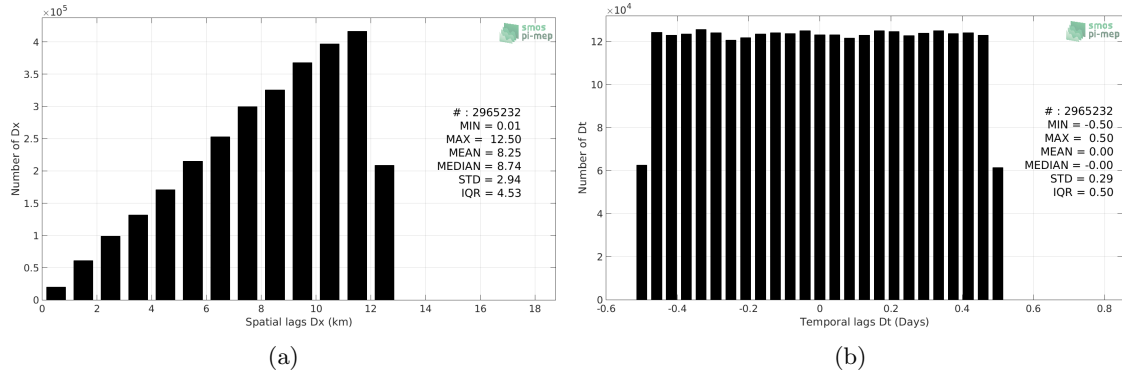 ×10⁵
4
3.5
3
2.5
2
1.5
1
0.5
0
Number of Dx
0 2 4 6 8 10 12 14 16 18
Spatial lags Dx (km)
smos
pi-mep
# : 2965232
MIN = 0.01
MAX = 12.50
MEAN = 8.25
MEDIAN = 8.74
STD = 2.94
IQR = 4.53
(a)
×10⁴
12
10
8
6
4
2
0
Number of Dt
-0.6 -0.4 -0.2 0 0.2 0.4 0.6 0.8
Temporal lags Dt (Days)
smos
pi-mep
# : 2965232
MIN = -0.50
MAX = 0.50
MEAN = 0.00
MEDIAN = -0.00
STD = 0.29
IQR = 0.50
(b)